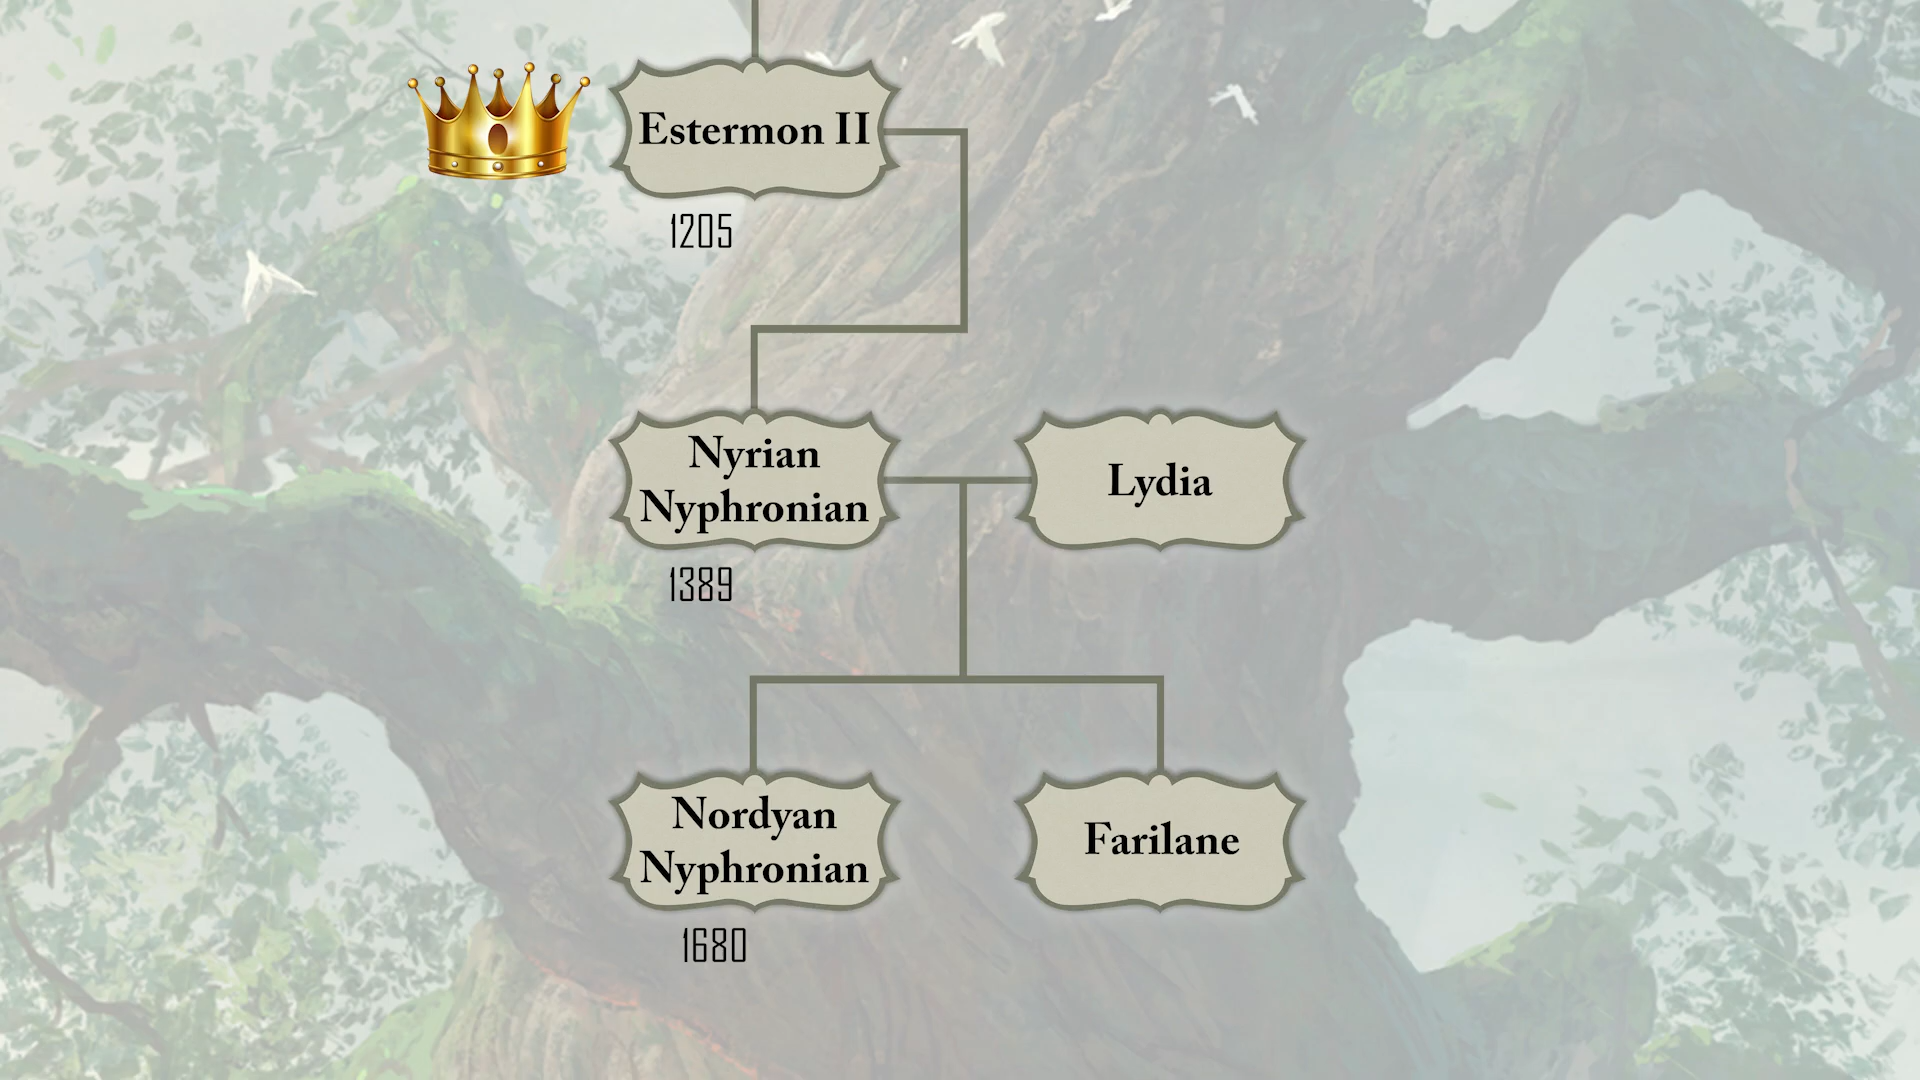 Estermon II
1205
Nyrian
Nyphronian
Lydia
1389
Nordyan
Nyphronian
Farilane
1680